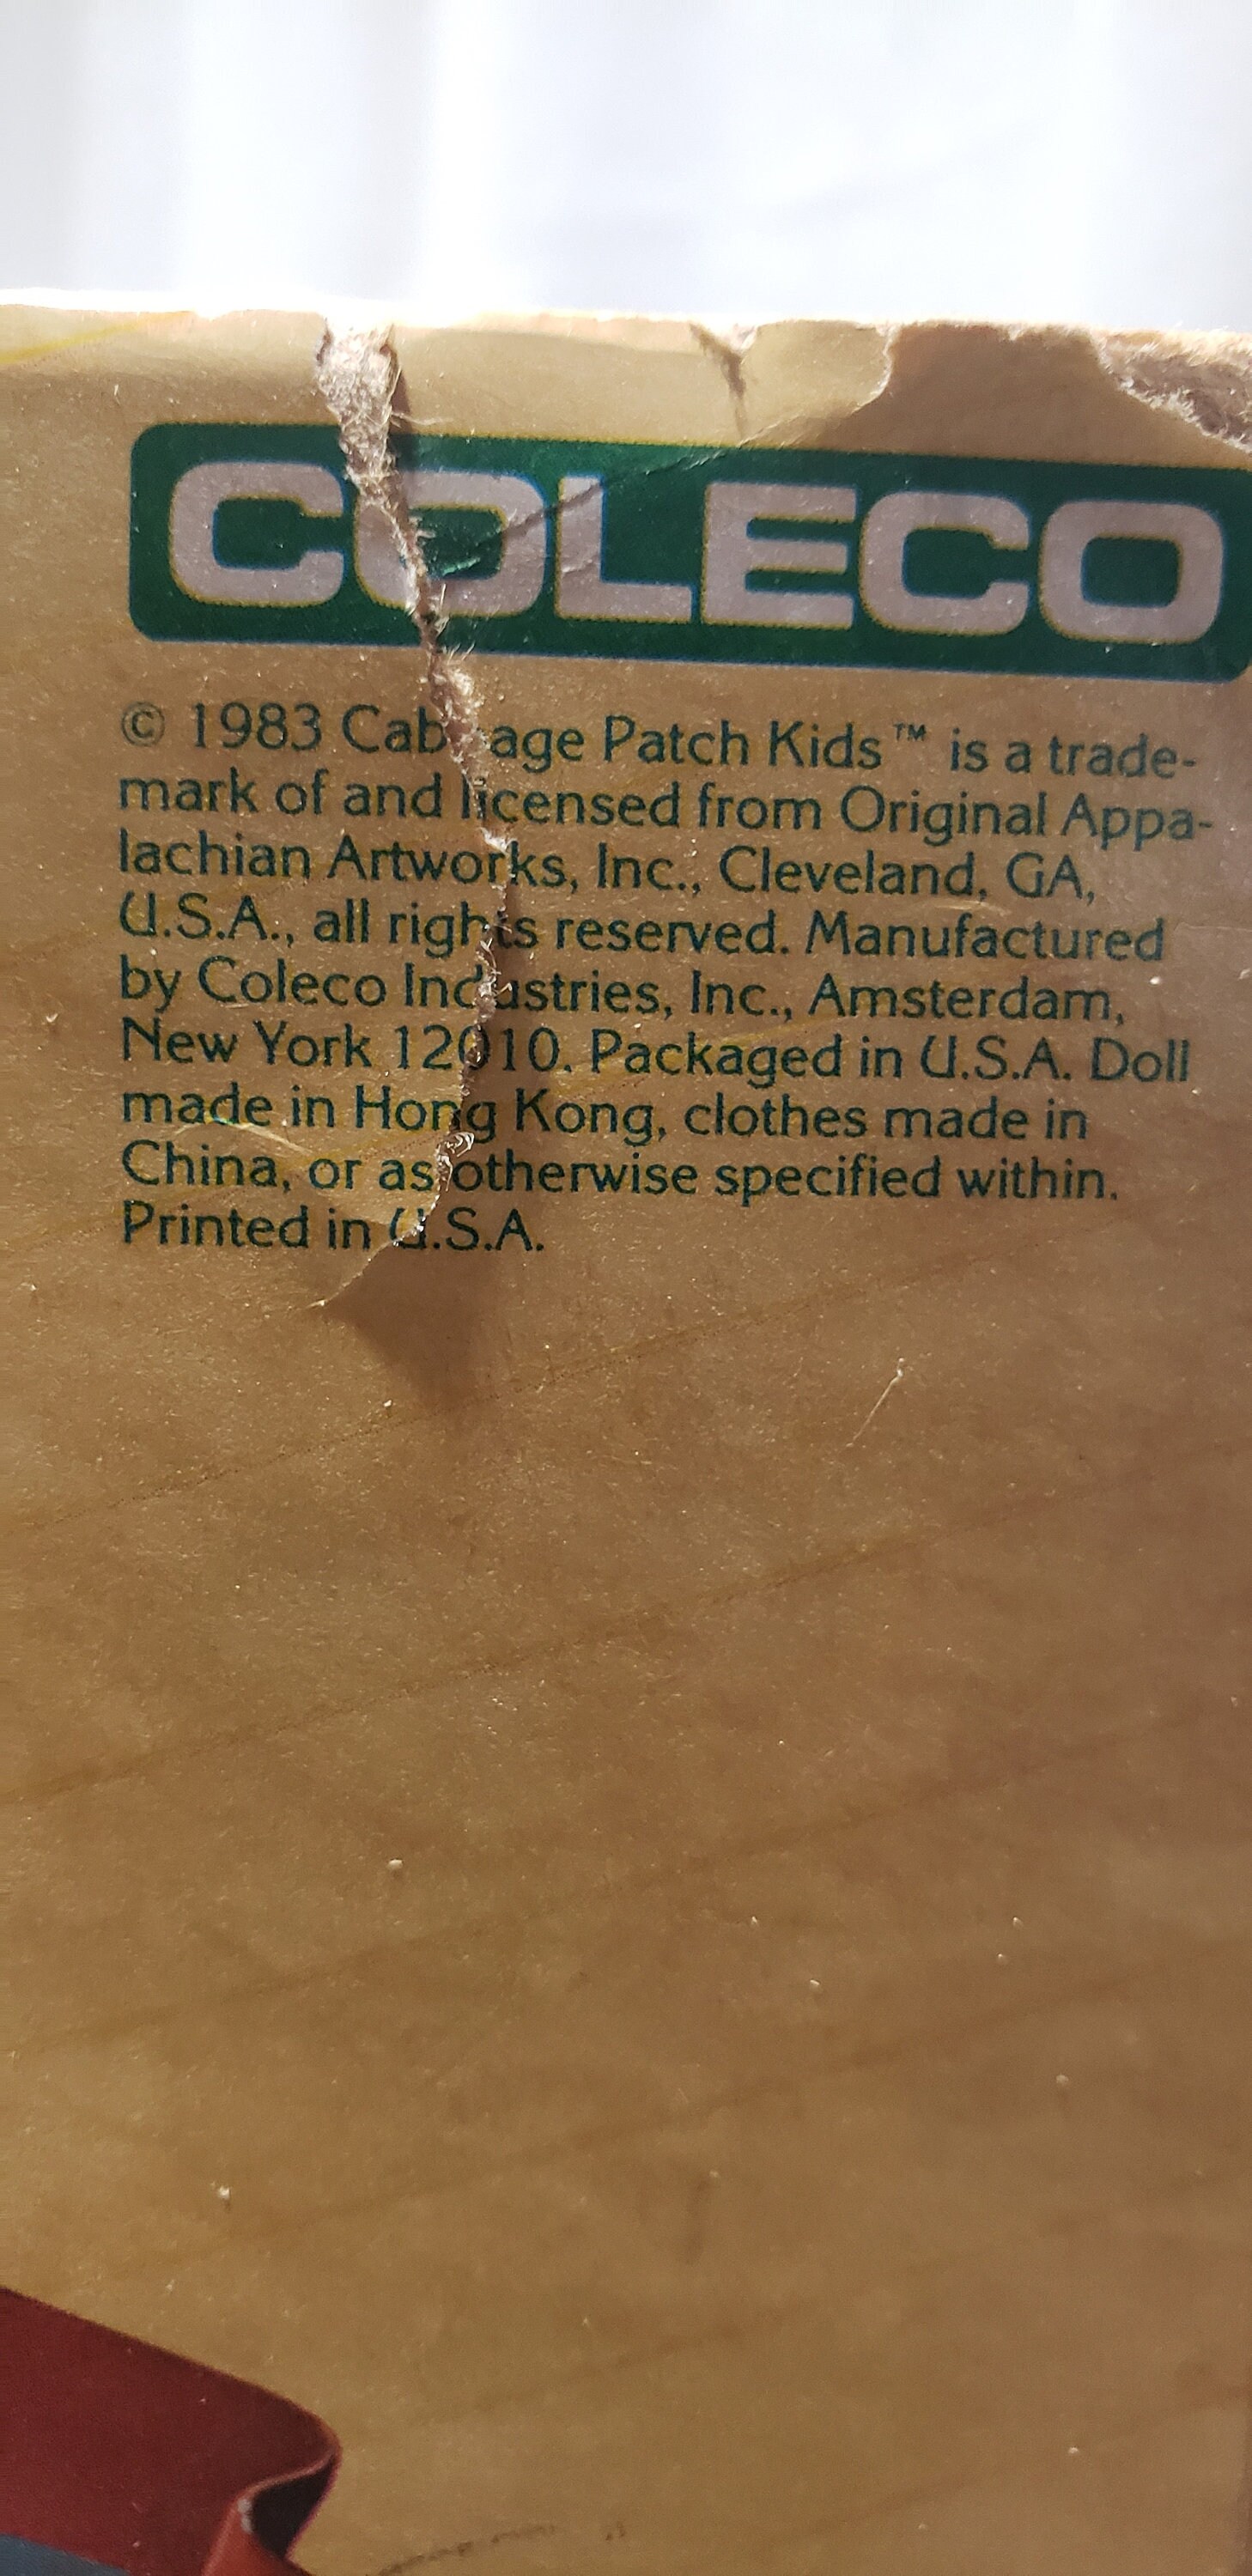 COLECO
© 1983 Cabbage Patch Kids™ is a trade-
mark of and licensed from Original Appa-
lachian Artworks, Inc., Cleveland, GA,
U.S.A., all rights reserved. Manufactured
by Coleco Industries, Inc., Amsterdam,
New York 12010. Packaged in U.S.A. Doll
made in Hong Kong, clothes made in
China, or as otherwise specified within.
Printed in U.S.A.